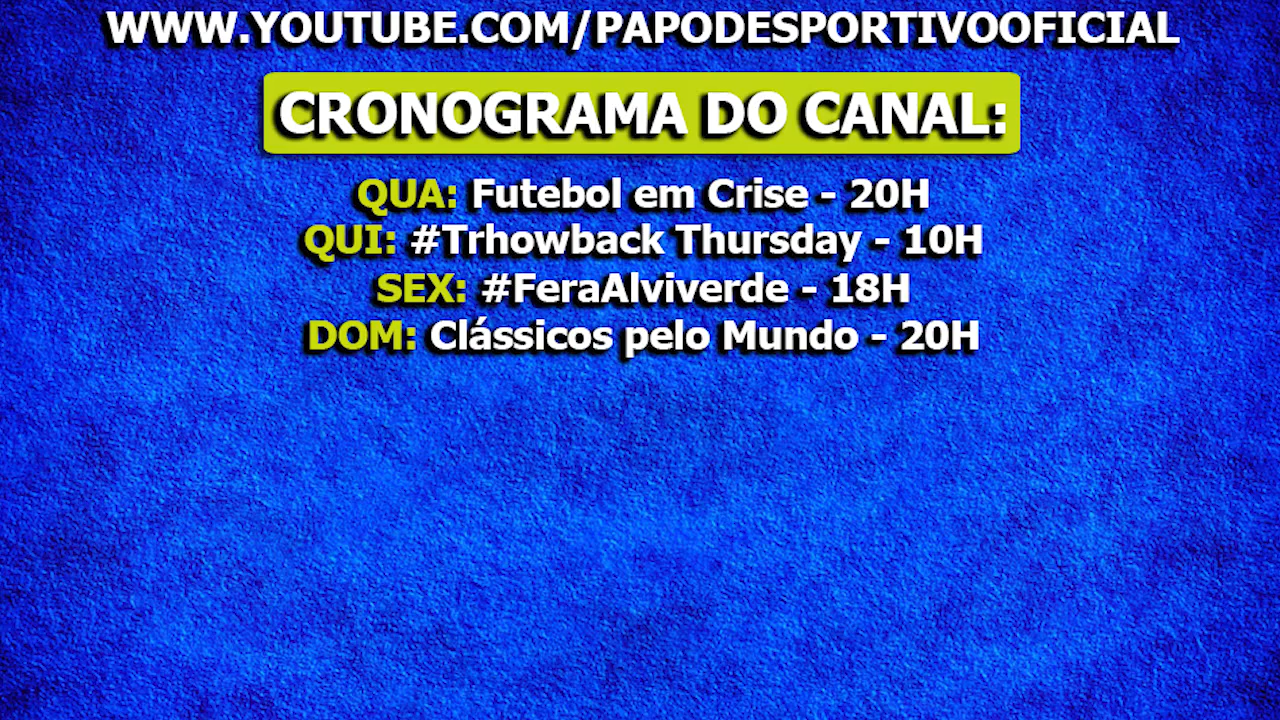 WWW.YOUTUBE.COM/PAPODESPORTIVOOFICIAL
CRONOGRAMA DO CANAL:
QUA: Futebol em Crise - 20H
QUI: #Trhowback Thursday - 10H
SEX: #FeraAlviverde - 18H
DOM: Clássicos pelo Mundo - 20H